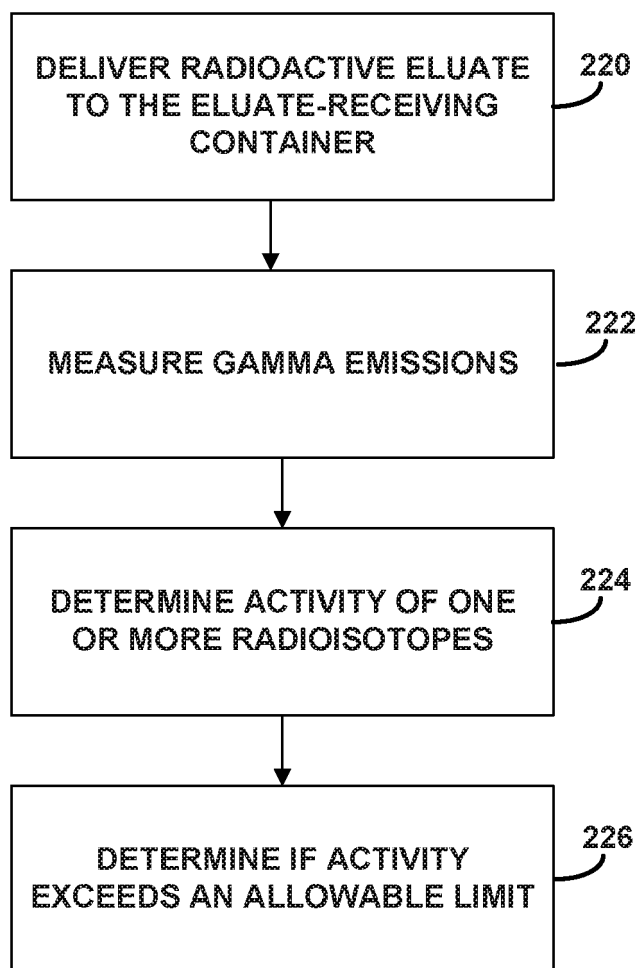 DELIVER RADIOACTIVE ELUATE
TO THE ELUATE-RECEIVING
CONTAINER
220
MEASURE GAMMA EMISSIONS
222
DETERMINE ACTIVITY OF ONE
OR MORE RADIOISOTOPES
224
DETERMINE IF ACTIVITY
EXCEEDS AN ALLOWABLE LIMIT
226